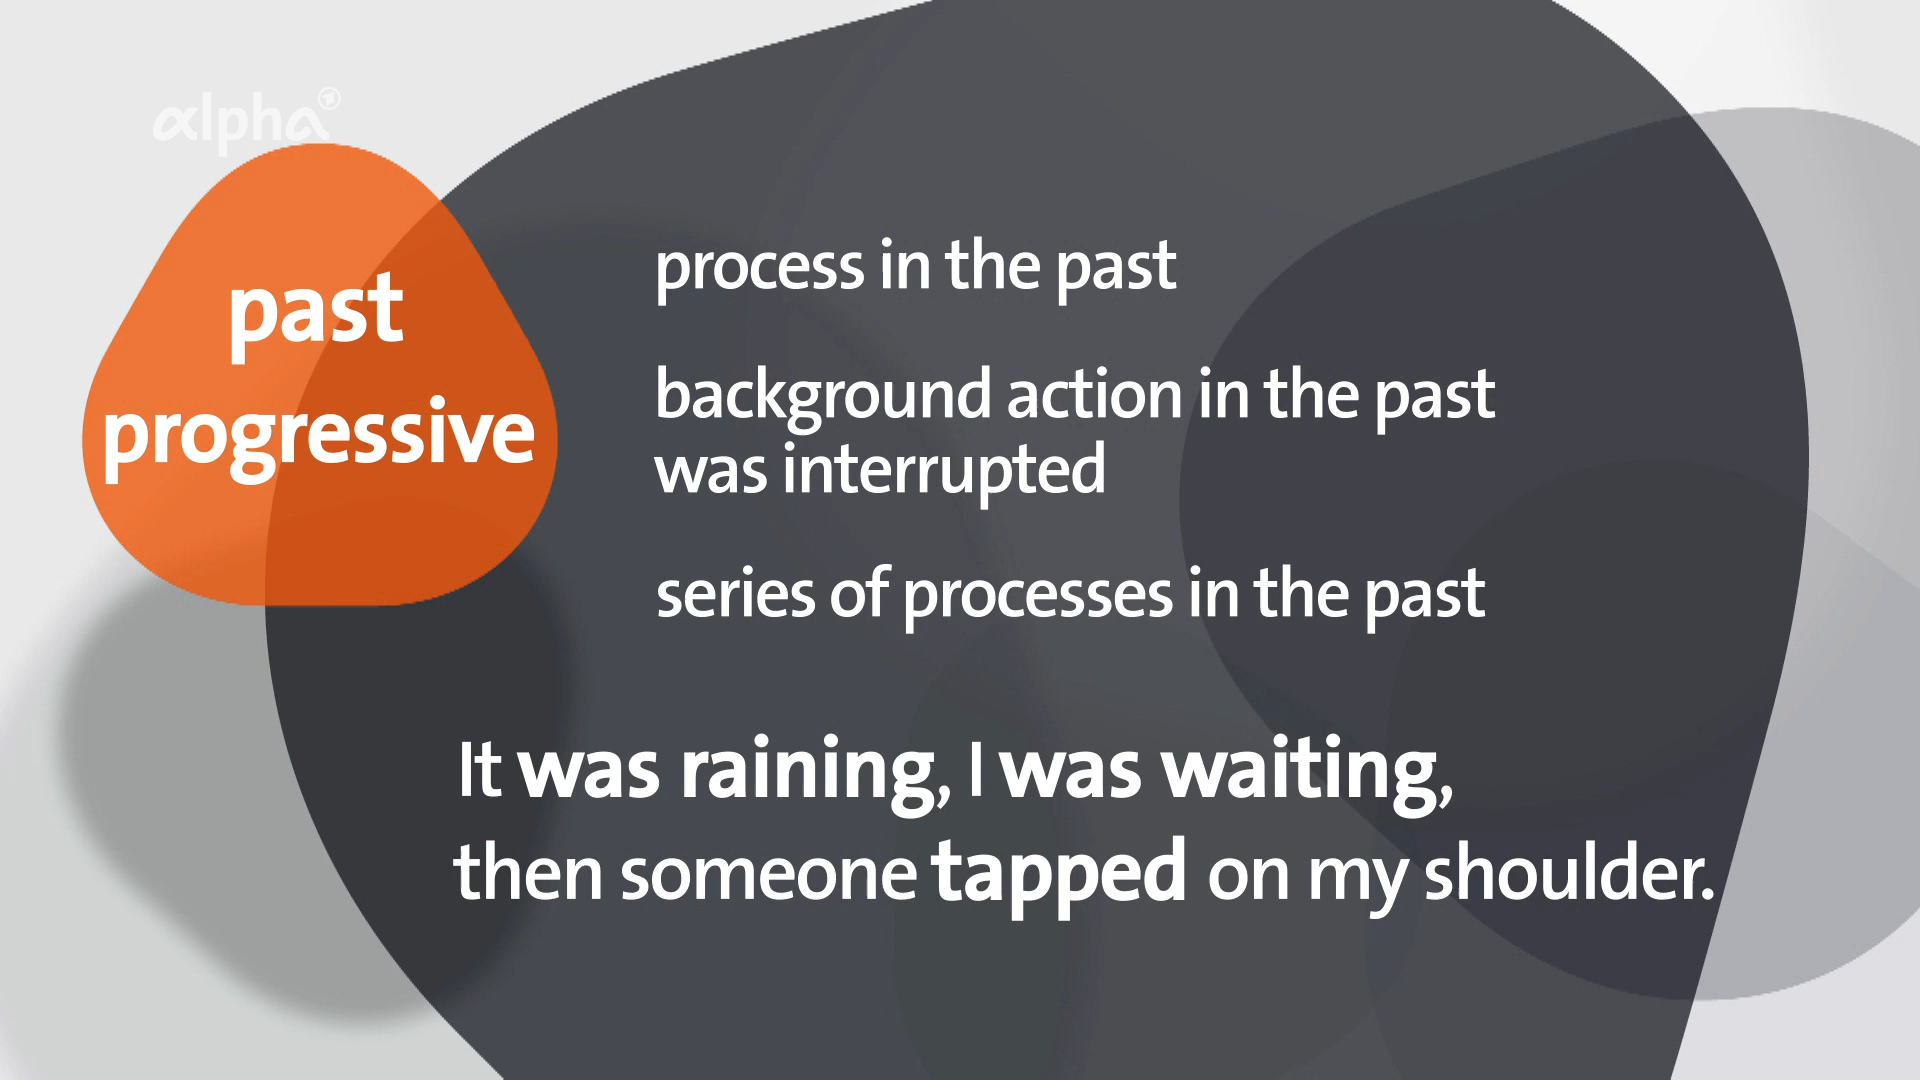 alpha
past
progressive
process in the past
background action in the past
was interrupted
series of processes in the past
It was raining, I was waiting,
then someone tapped on my shoulder.